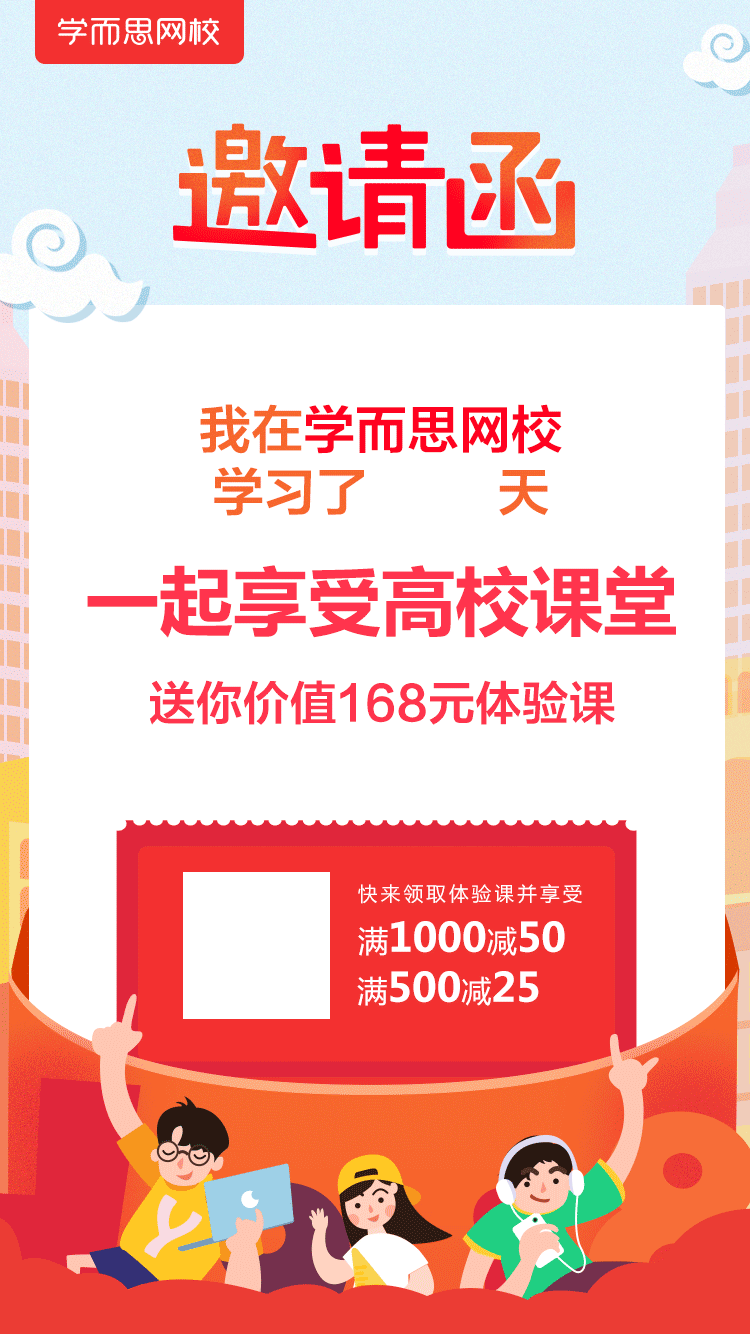 学而思网校
邀请函
我在学而思网校
学习了 天
一起享受高校课堂
送你价值168元体验课
快来领取体验课并享受
满1000减50
满500减25